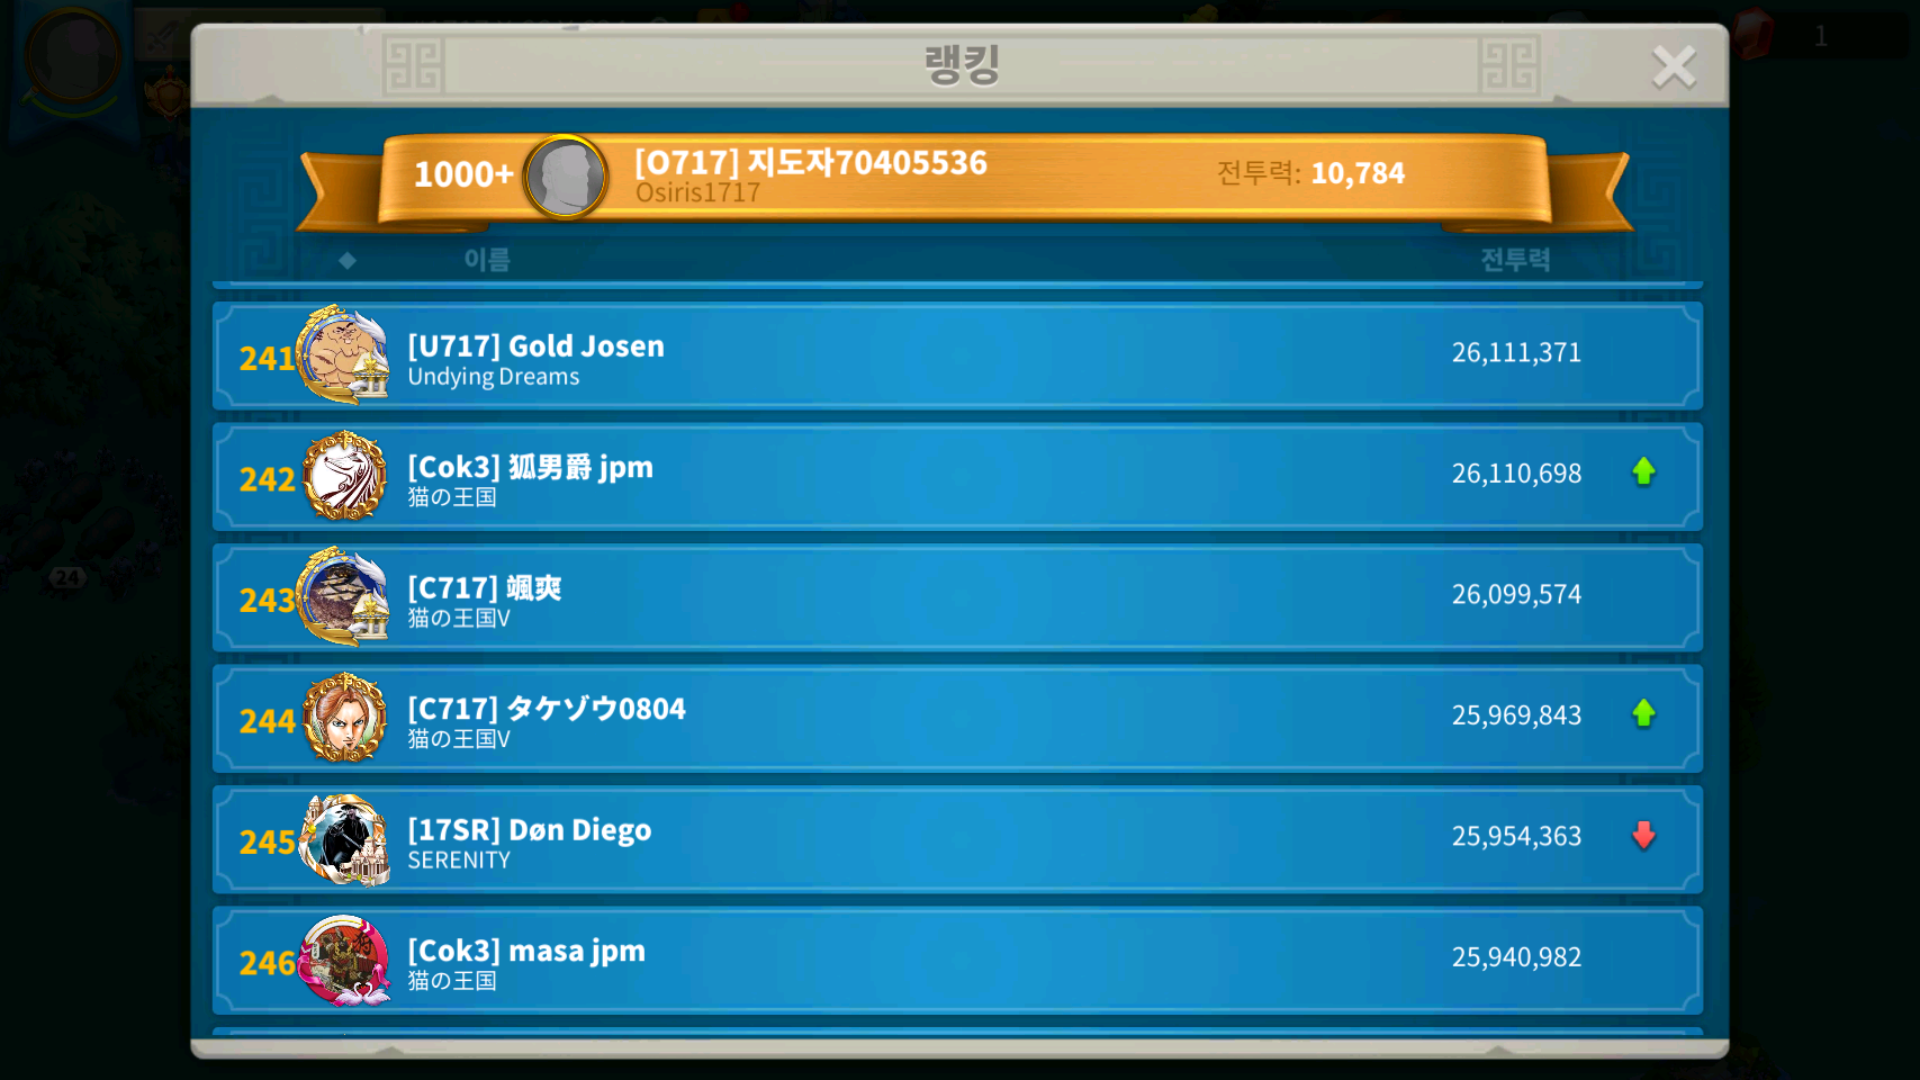 1
랭킹
1000+
[O717] 지도자70405536
Osiris1717
전투력: 10,784
이름 전투력
241 [U717] Gold Josen 26,111,371
Undying Dreams
242 [Cok3] 狐男爵 jpm 26,110,698
猫の王国
243 [C717] 颯爽 26,099,574
猫の王国V
24
244 [C717] タケゾウ0804 25,969,843
猫の王国V
245 [17SR] Døn Diego 25,954,363
SERENITY
246 [Cok3] masa jpm 25,940,982
猫の王国